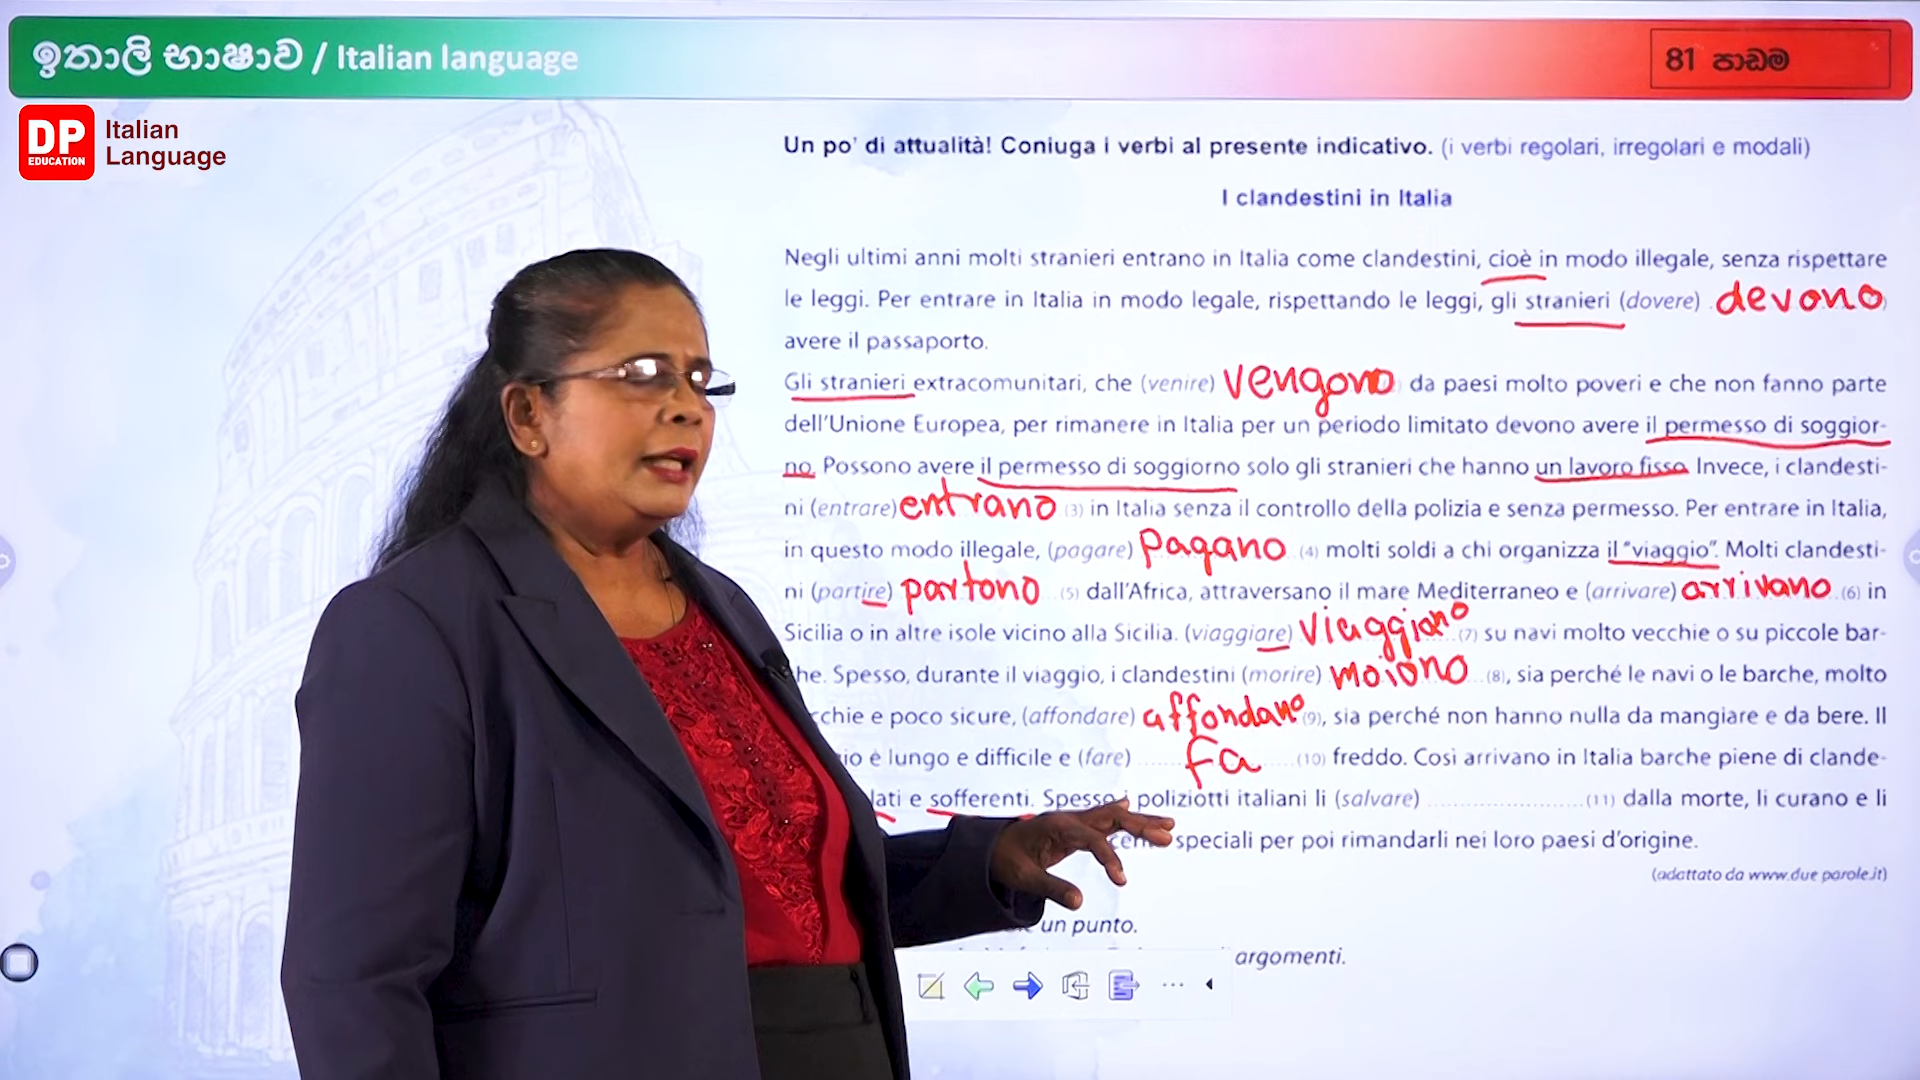 ඉතාලි භාෂාව / Italian language
81 පාඩම
DP
EDUCATION
Italian
Language
Un po' di attualità! Coniuga i verbi al presente indicativo. (i verbi regolari, irregolari e modali)
I clandestini in Italia
Negli ultimi anni molti stranieri entrano in Italia come clandestini, cioè in modo illegale, senza rispettare
le leggi. Per entrare in Italia in modo legale, rispettando le leggi, gli stranieri (dovere) devono
avere il passaporto.
Gli stranieri extracomunitari, che (venire) vengono da paesi molto poveri e che non fanno parte
dell'Unione Europea, per rimanere in Italia per un periodo limitato devono avere il permesso di soggior-
no. Possono avere il permesso di soggiorno solo gli stranieri che hanno un lavoro fisso. Invece, i clandesti-
ni (entrare) entrano (3) in Italia senza il controllo della polizia e senza permesso. Per entrare in Italia,
in questo modo illegale, (pagare) pagano (4) molti soldi a chi organizza il "viaggio". Molti clandesti-
ni (partire) partono (5) dall'Africa, attraversano il mare Mediterraneo e (arrivare) arrivano (6) in
Sicilia o in altre isole vicino alla Sicilia. (viaggiare) viaggiano (7) su navi molto vecchie o su piccole bar-
he. Spesso, durante il viaggio, i clandestini (morire) moiono (8), sia perché le navi o le barche, molto
chie e poco sicure, (affondare) affondano (9), sia perché non hanno nulla da mangiare e da bere. Il
io è lungo e difficile e (fare) fa (10) freddo. Così arrivano in Italia barche piene di clande-
lati e sofferenti. Spesso i poliziotti italiani li (salvare) .......................... (11) dalla morte, li curano e li
speciali per poi rimandarli nei loro paesi d'origine.
(adattato da www.due parole.it)
un punto.
argomenti.